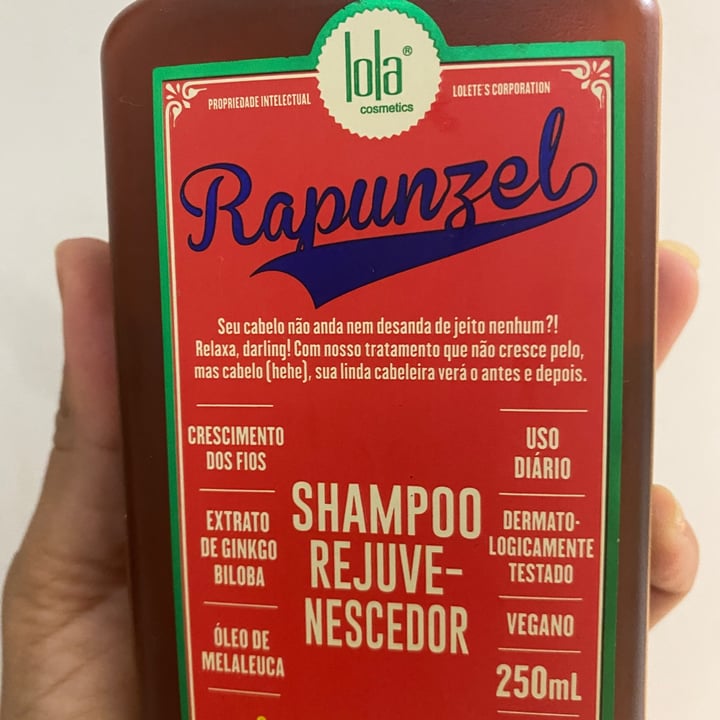 lola®
cosmetics
PROPRIEDADE INTELECTUAL
LOLETE'S CORPORATION
Rapunzel
Seu cabelo não anda nem desanda de jeito nenhum?!
Relaxa, darling! Com nosso tratamento que não cresce pelo,
mas cabelo (hehe), sua linda cabeleira verá o antes e depois.
CRESCIMENTO
DOS FIOS
EXTRATO
DE GINKGO
BILOBA
ÓLEO DE
MELALEUCA
SHAMPOO
REJUVE-
NESCEDOR
USO
DIÁRIO
DERMATO-
LOGICAMENTE
TESTADO
VEGANO
250mL